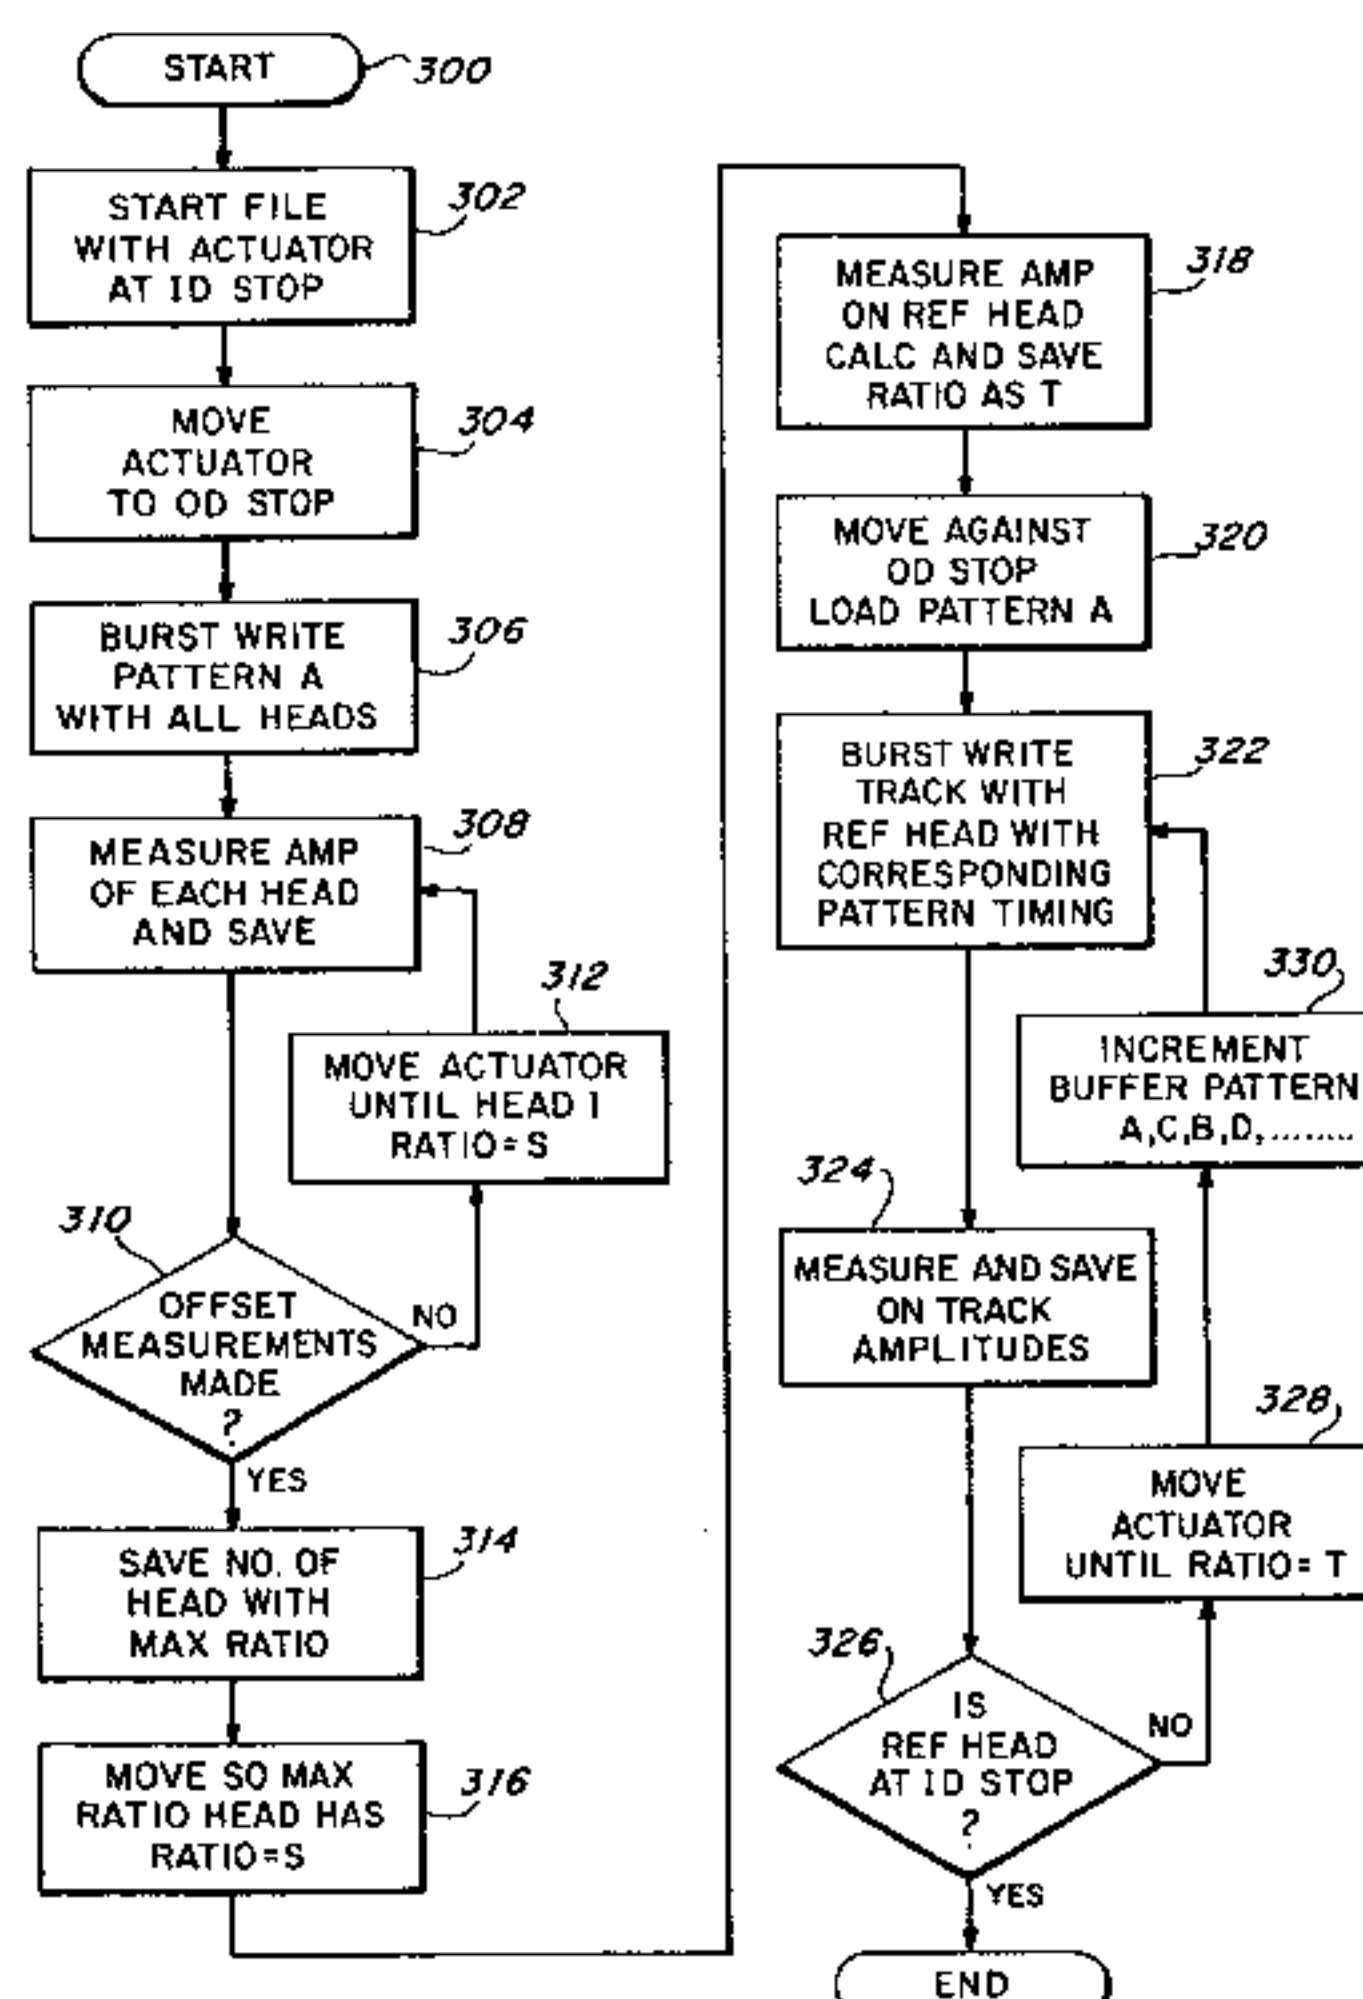 START
300
START FILE
WITH ACTUATOR
AT ID STOP
302
MOVE
ACTUATOR
TO OD STOP
304
BURST WRITE
PATTERN A
WITH ALL HEADS
306
MEASURE AMP
OF EACH HEAD
AND SAVE
308
312
MOVE ACTUATOR
UNTIL HEAD 1
RATIO=S
310
OFFSET
MEASUREMENTS
MADE
?
NO
YES
SAVE NO. OF
HEAD WITH
MAX RATIO
314
MOVE SO MAX
RATIO HEAD HAS
RATIO=S
316
MEASURE AMP
ON REF HEAD
CALC AND SAVE
RATIO AS T
318
MOVE AGAINST
OD STOP
LOAD PATTERN A
320
BURST WRITE
TRACK WITH
REF HEAD WITH
CORRESPONDING
PATTERN TIMING
322
330
INCREMENT
BUFFER PATTERN
A,C,B,D,........
324
MEASURE AND SAVE
ON TRACK
AMPLITUDES
328
MOVE
ACTUATOR
UNTIL RATIO= T
326
IS
REF HEAD
AT ID STOP
?
NO
YES
END